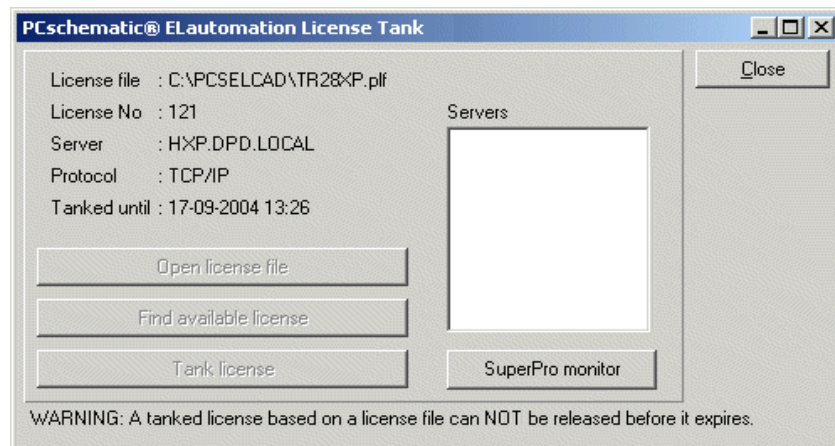 PCschematic® ELautomation License Tank
License file : C:\PCSELCAD\TR28XP.plf
License No : 121
Server : HXP.DPD.LOCAL
Protocol : TCP/IP
Tanked until : 17-09-2004 13:26
Servers
Close
Open license file
Find available license
Tank license
SuperPro monitor
WARNING: A tanked license based on a license file can NOT be released before it expires.